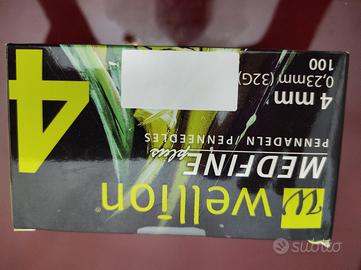 wellion®
MEDFINE plus
PENNADELN / PENNEEDLES
4 mm
0,23mm (32G)
100
4
subito